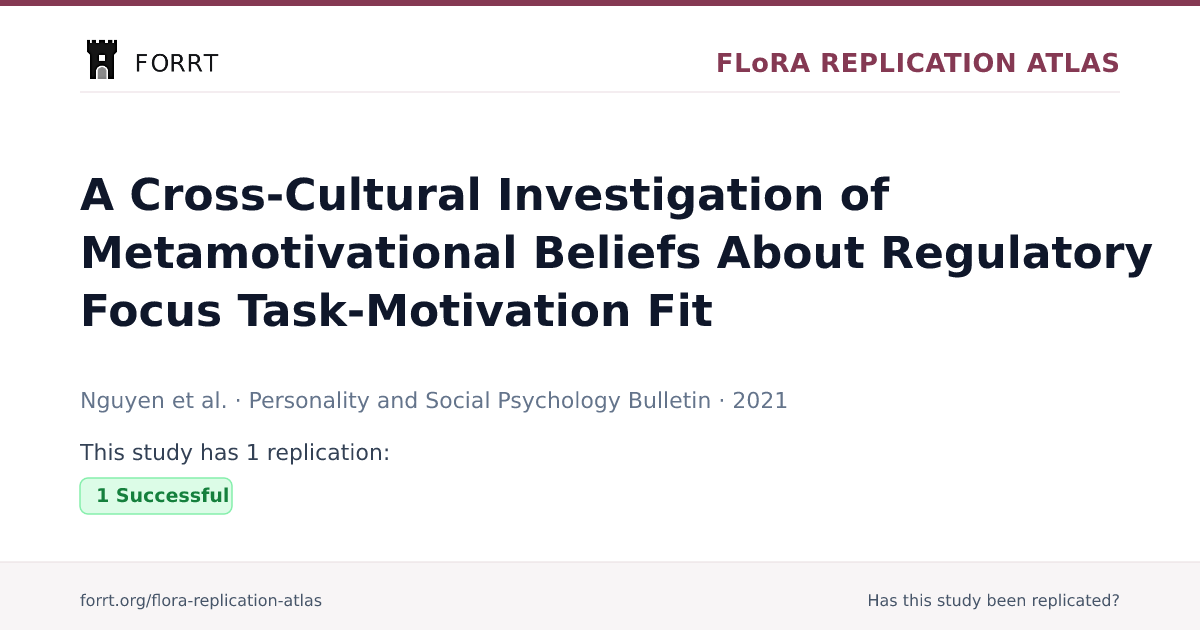 FORRT
FLoRA REPLICATION ATLAS
A Cross-Cultural Investigation of
Metamotivational Beliefs About Regulatory
Focus Task-Motivation Fit
Nguyen et al. · Personality and Social Psychology Bulletin · 2021
This study has 1 replication:
1 Successful
forrt.org/flora-replication-atlas
Has this study been replicated?